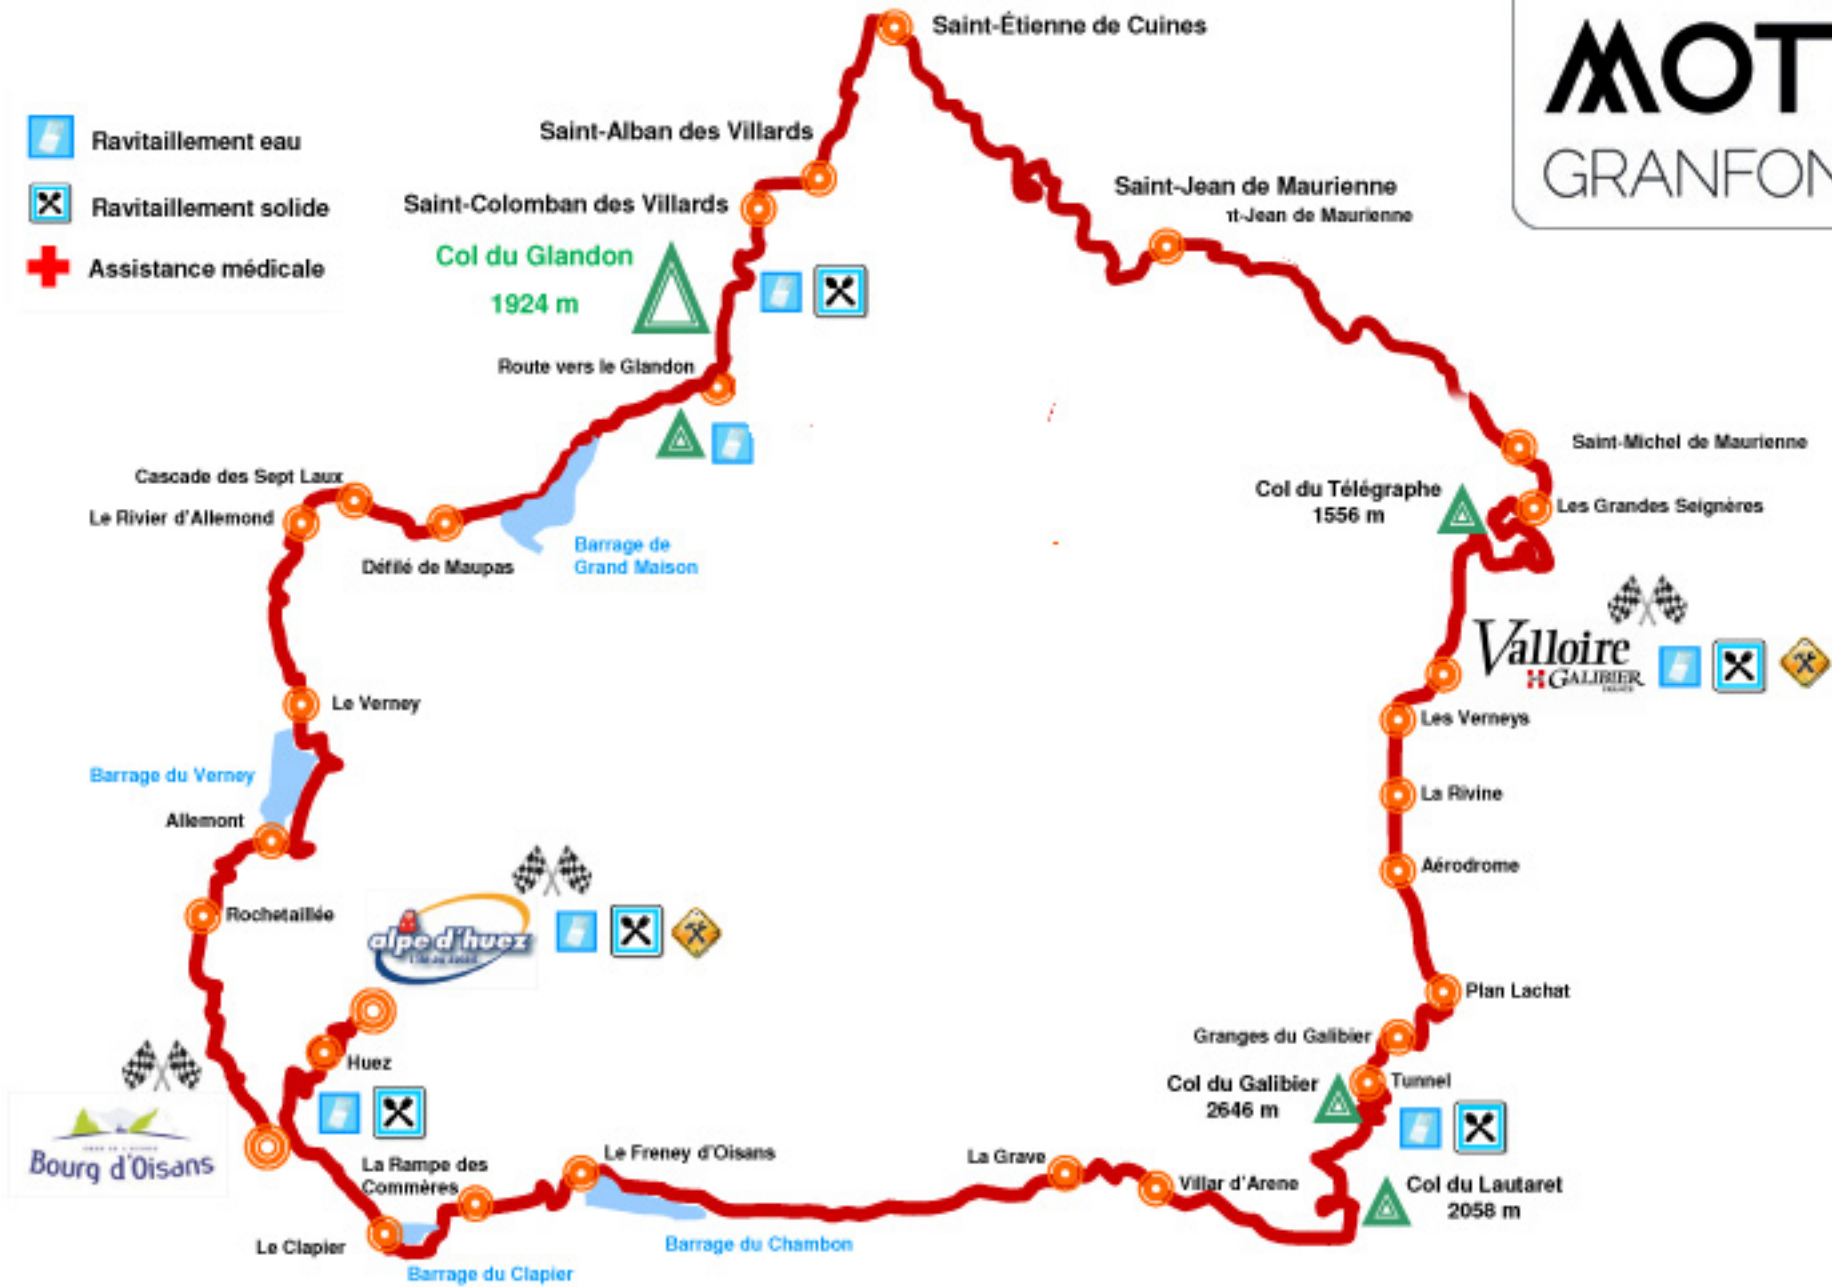 Saint-Étienne de Cuines
MOT
GRANFON
Ravitaillement eau
Ravitaillement solide
Assistance médicale
Saint-Alban des Villards
Saint-Colomban des Villards
Saint-Jean de Maurienne
nt-Jean de Maurienne
Col du Glandon
1924 m
Route vers le Glandon
Saint-Michel de Maurienne
Cascade des Sept Laux
Le Rivier d'Allemond
Col du Télégraphe
1556 m
Les Grandes Seignères
Défilé de Maupas
Barrage de
Grand Maison
Valloire
GALIBIER
Le Verney
Les Verneys
Barrage du Verney
La Rivine
Allemont
Aérodrome
Rochetaillée
alpe d'huez
Plan Lachat
Granges du Galibier
Huez
Tunnel
Col du Galibier
2646 m
Bourg d'Oisans
La Rampe des
Commères
Le Freney d'Oisans
La Grave
Villar d'Arene
Col du Lautaret
2058 m
Le Clapier
Barrage du Chambon
Barrage du Clapier